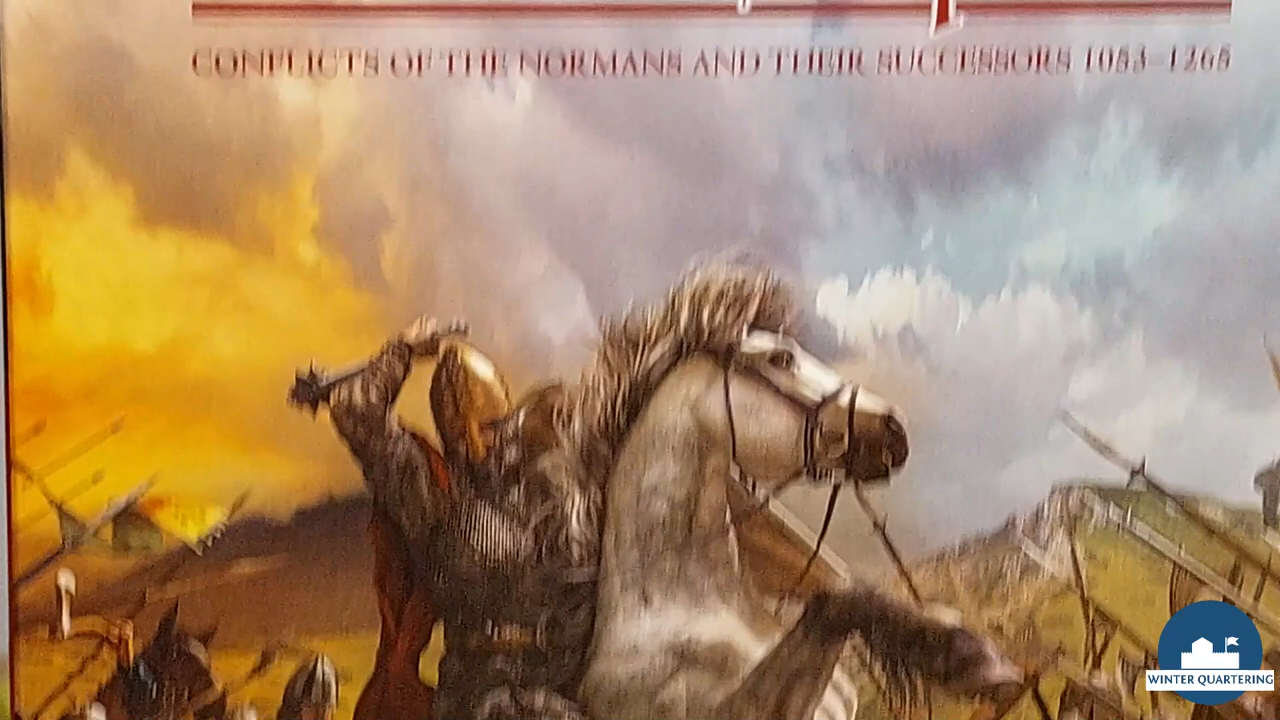 CONFLICTS OF THE NORMANS AND THEIR SUCCESSORS 1053–1265
WINTER QUARTERING